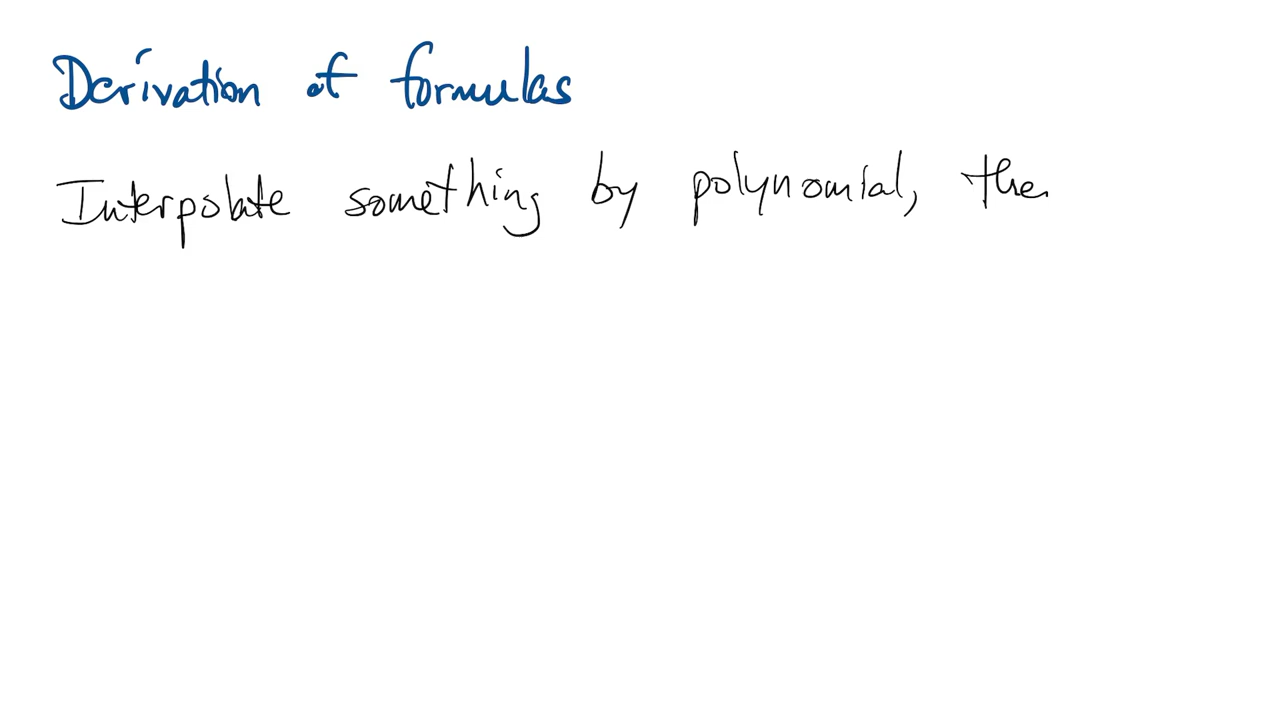 Derivation of formulas
Interpolate something by polynomial, the